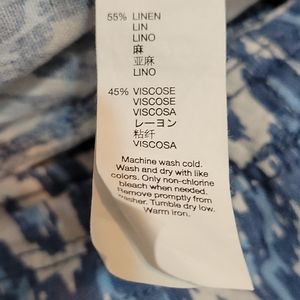 55% LINEN
LIN
LINO
麻
亚麻
LINO
45% VISCOSE
VISCOSE
VISCOSA
レーヨン
粘纤
VISCOSA
Machine wash cold.
Wash and dry with like
colors. Only non-chlorine
bleach when needed.
Remove promptly from
washer. Tumble dry low.
Warm iron.